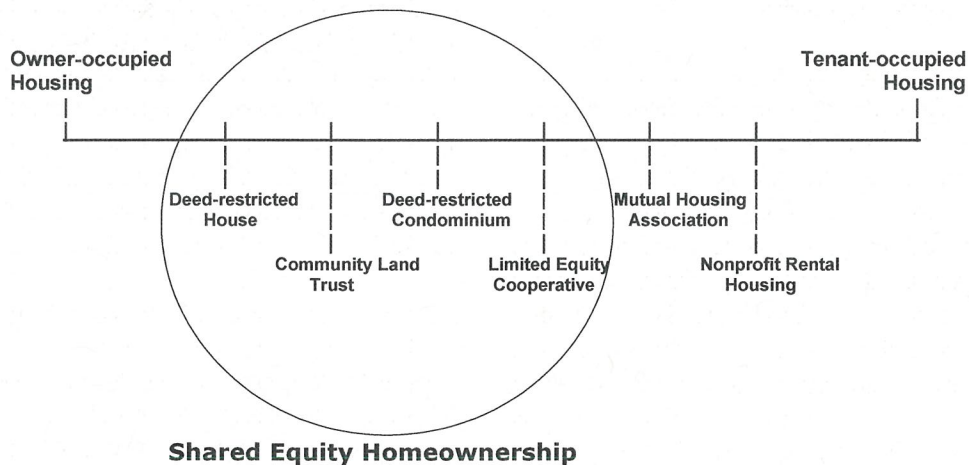 Owner-occupied
Housing
Tenant-occupied
Housing
Deed-restricted
House
Deed-restricted
Condominium
Mutual Housing
Association
Community Land
Trust
Limited Equity
Cooperative
Nonprofit Rental
Housing
Shared Equity Homeownership